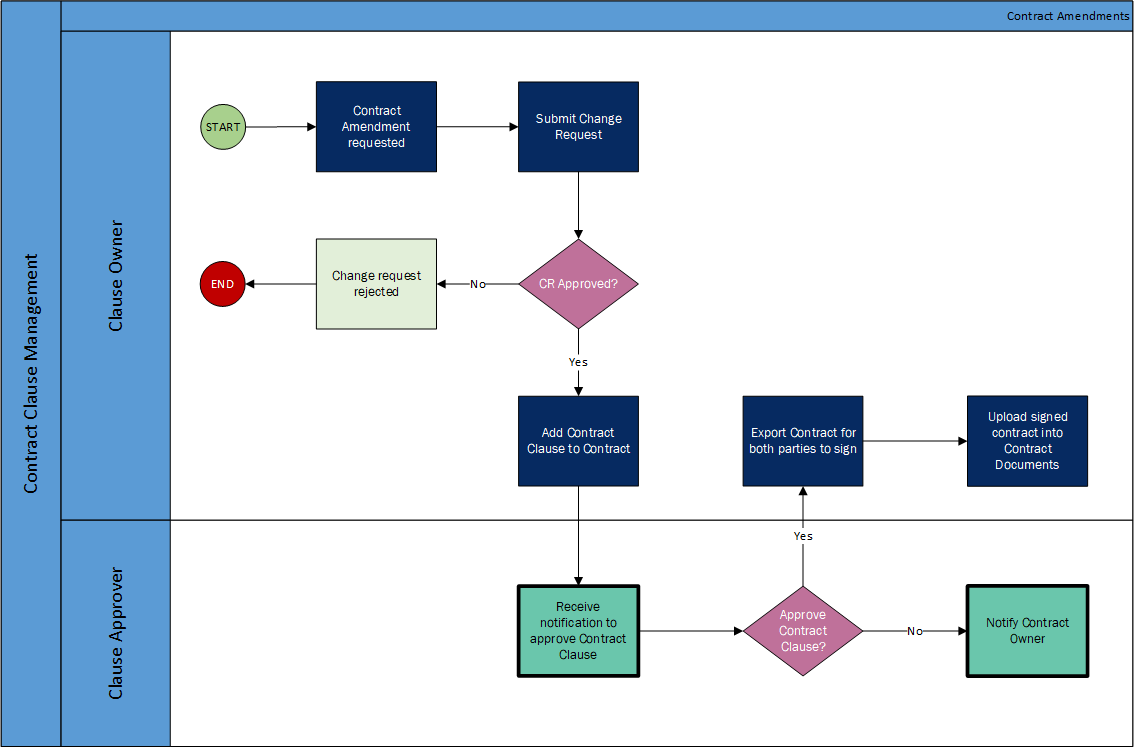 Contract Amendments
Contract Clause Management
Clause Owner
START
Contract
Amendment
requested
Submit Change
Request
END
Change request
rejected
No
CR Approved?
Yes
Add Contract
Clause to Contract
Export Contract for
both parties to sign
Upload signed
contract into
Contract
Documents
Clause Approver
Yes
Receive
notification to
approve Contract
Clause
Approve
Contract
Clause?
No
Notify Contract
Owner